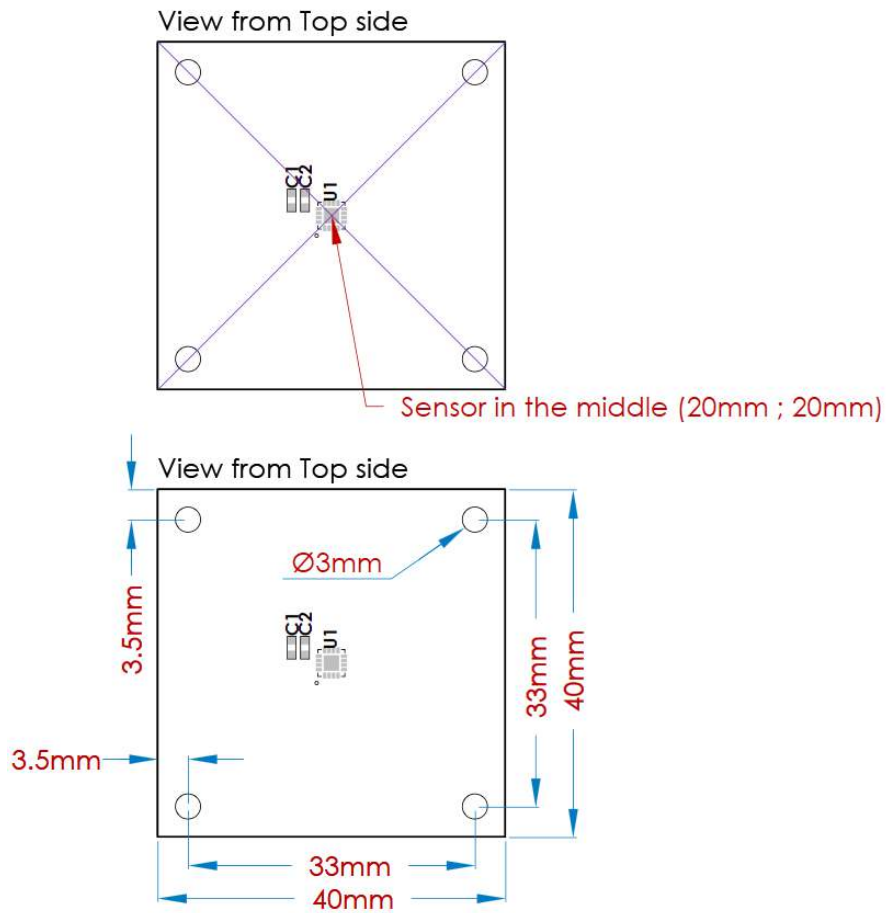 View from Top side
C1
C2
U1
Sensor in the middle (20mm ; 20mm)
View from Top side
Ø3mm
C1
C2
U1
3.5mm
33mm
40mm
3.5mm
33mm
40mm